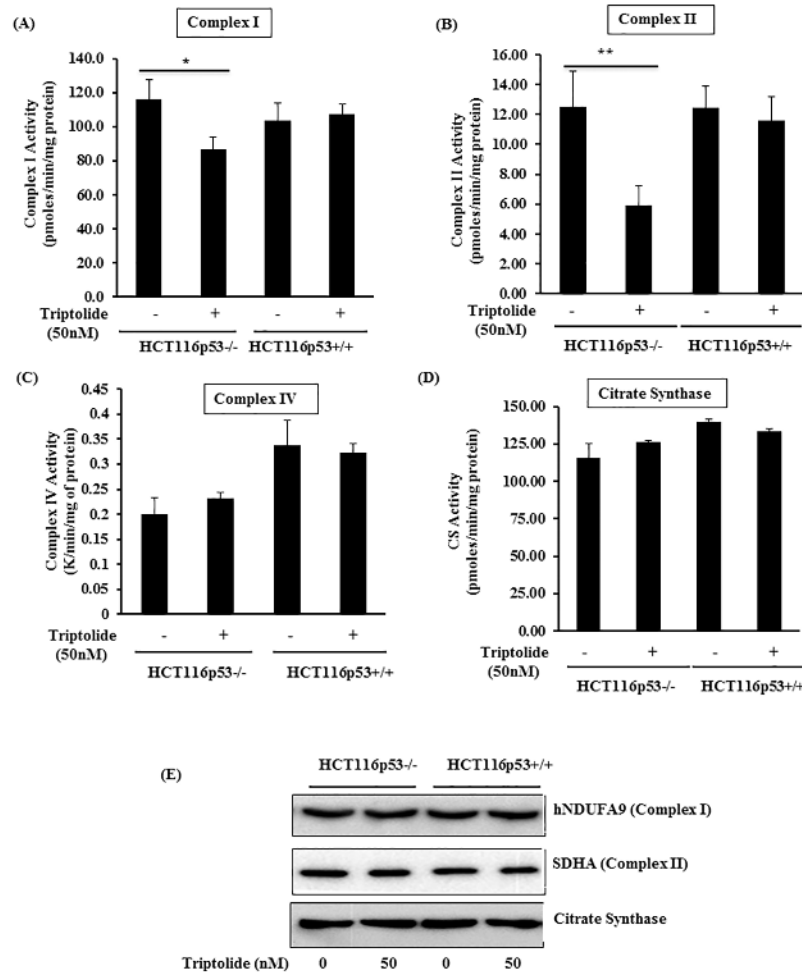 (A)
Complex I
Complex I Activity
(pmoles/min/mg protein)
140.0
120.0
100.0
80.0
60.0
40.0
20.0
0.0
*
Triptolide
(50nM)
- + - +
HCT116p53-/- HCT116p53+/+
(B)
Complex II
Complex II Activity
(pmoles/min/mg protein)
16.00
14.00
12.00
10.00
8.00
6.00
4.00
2.00
0.00
**
Triptolide
(50nM)
- + - +
HCT116p53-/- HCT116p53+/+
(C)
Complex IV
Complex IV Activity
(K/min/mg of protein)
0.45
0.4
0.35
0.3
0.25
0.2
0.15
0.1
0.05
0
Triptolide
(50nM)
- + - +
HCT116p53-/- HCT116p53+/+
(D)
Citrate Synthase
CS Activity
(pmoles/min/mg protein)
150.00
125.00
100.00
75.00
50.00
25.00
0.00
Triptolide
(50nM)
- + - +
HCT116p53-/- HCT116p53+/+
(E)
HCT116p53-/- HCT116p53+/+
hNDUFA9 (Complex I)
SDHA (Complex II)
Citrate Synthase
Triptolide (nM) 0 50 0 50